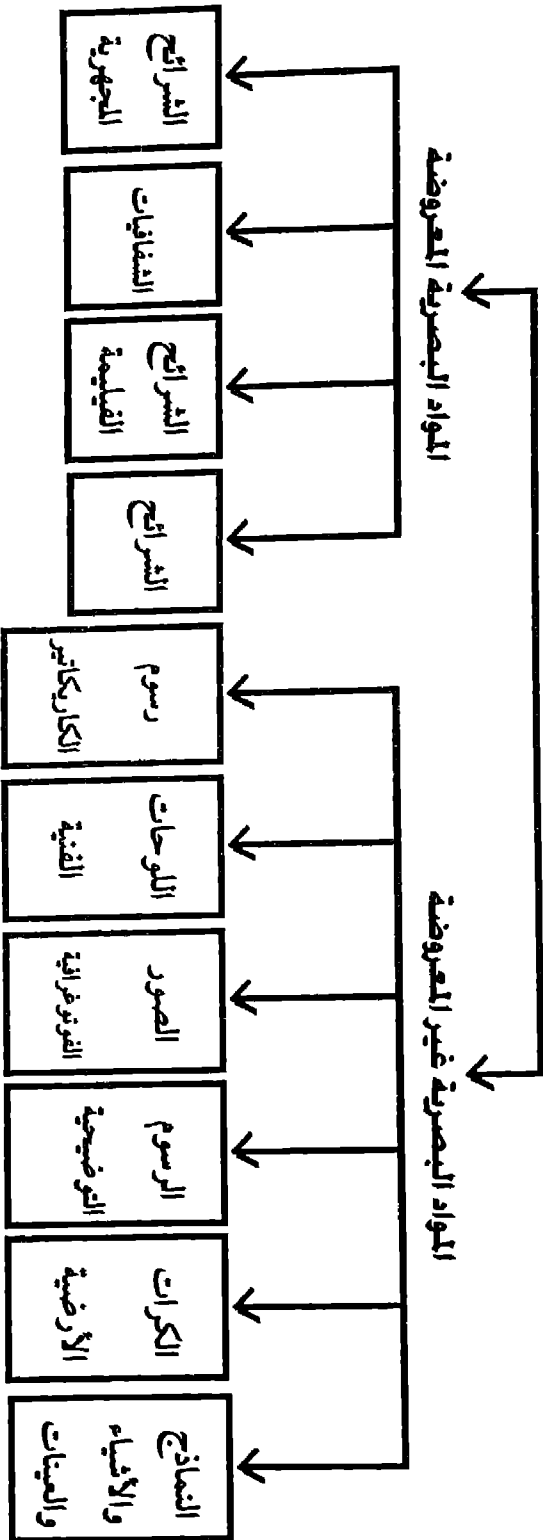 المواد البصرية المعروضة
المواد البصرية غير المعروضة
الشرائح
المجهرية
الشفافيات
الشرائح
الفيليمة
الشرائح
رسوم
الكاريكاتير
اللوحات
الفنية
الصور
الفوتوغرافية
الرسوم
التوضيحية
الكرات
الأرضية
النماذج
والأشياء
والعينات